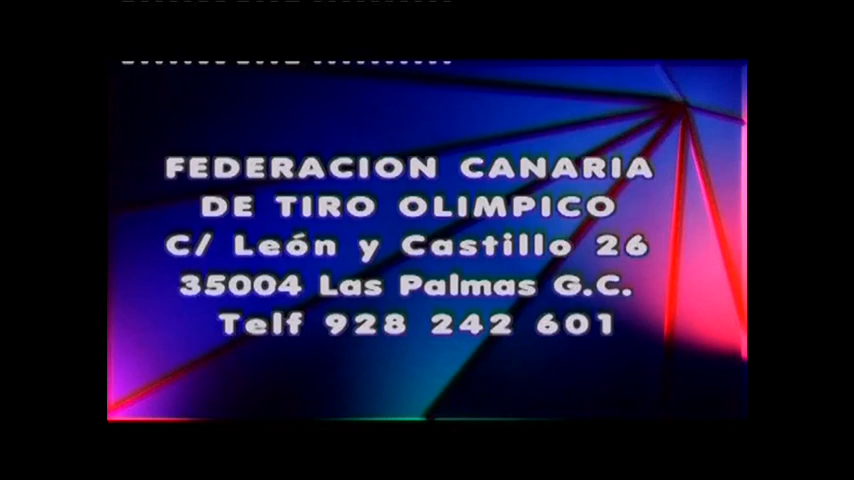 FEDERACION CANARIA
DE TIRO OLIMPICO
C/ León y Castillo 26
35004 Las Palmas G.C.
Telf 928 242 601